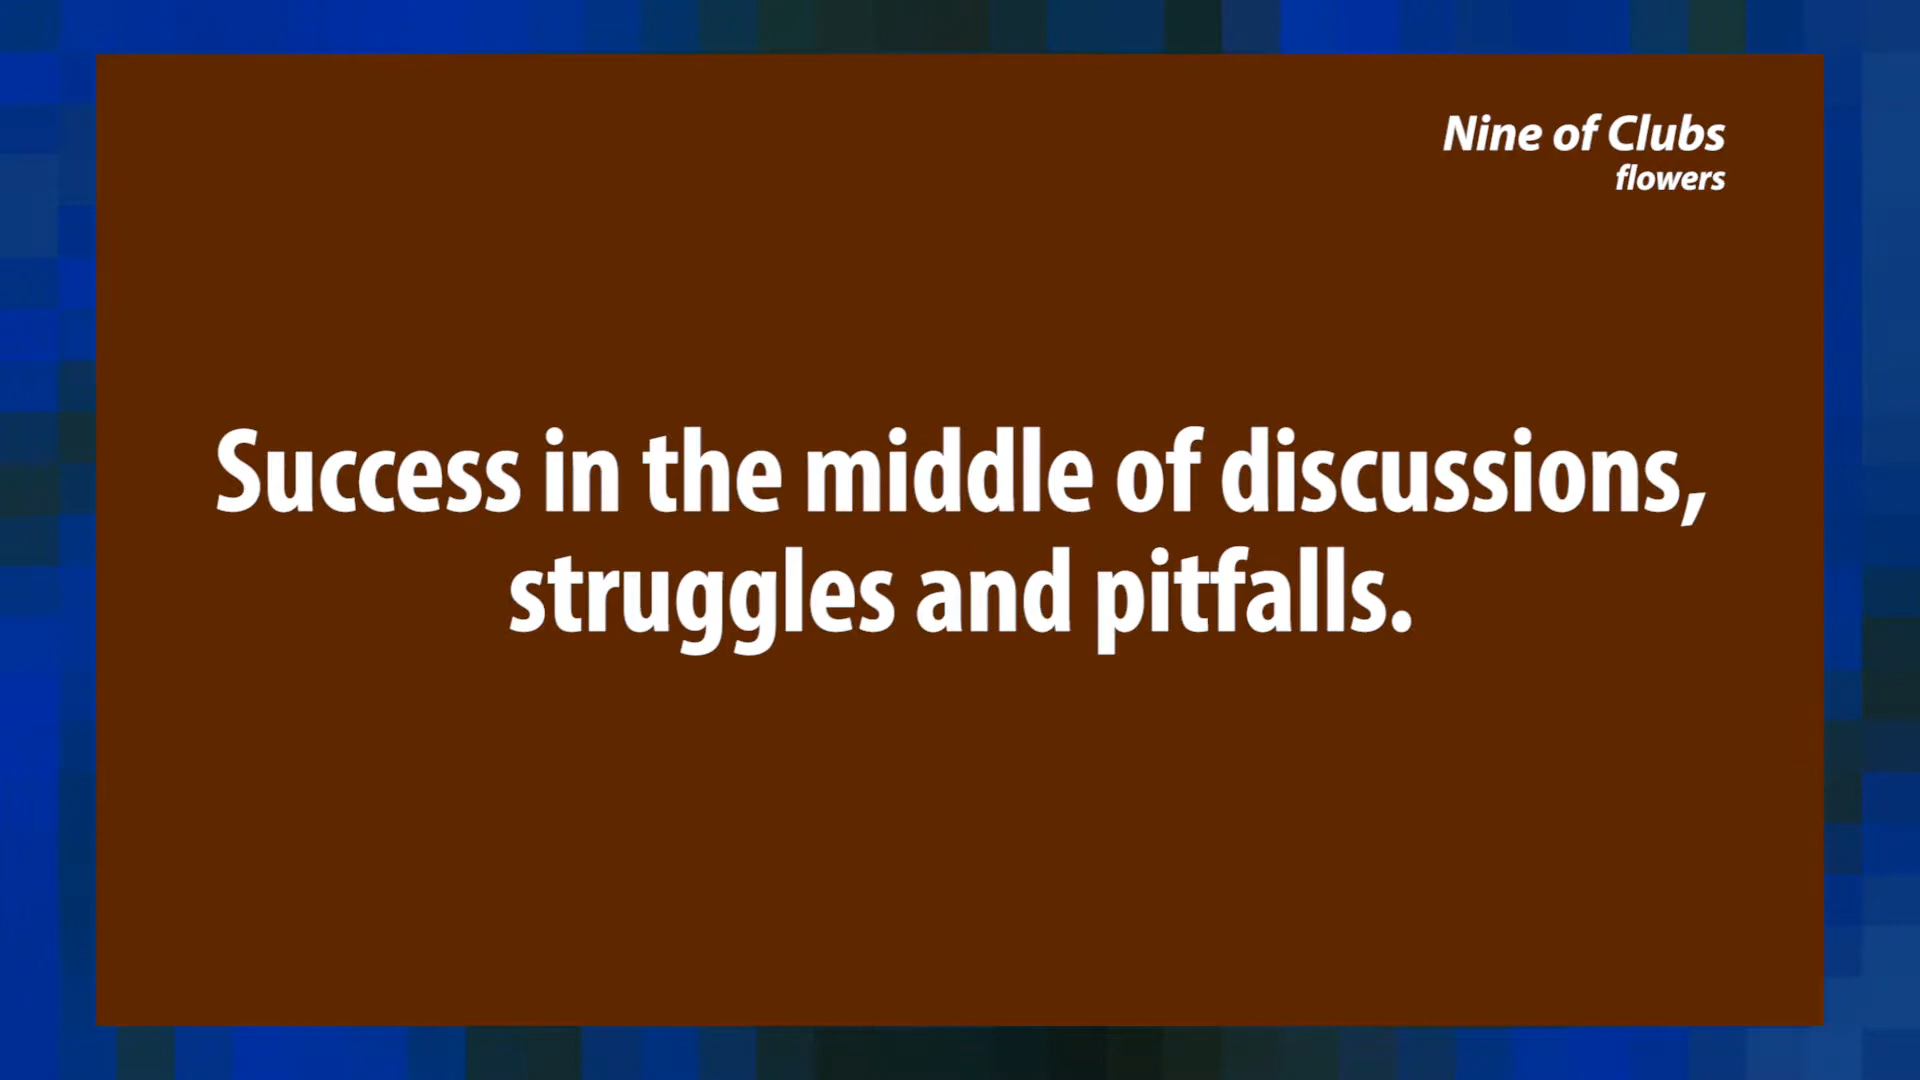 Nine of Clubs
flowers
Success in the middle of discussions,
struggles and pitfalls.